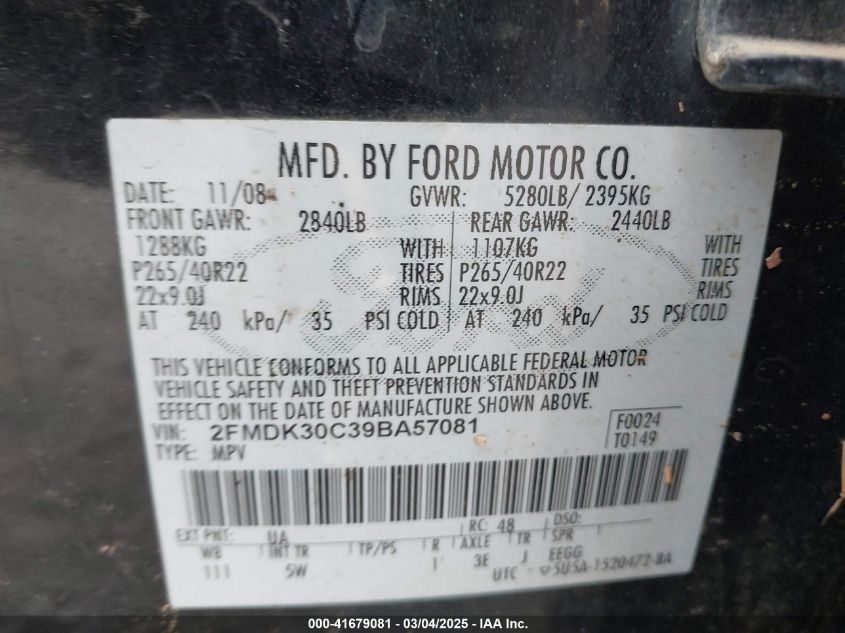 MFD. BY FORD MOTOR CO.
DATE: 11/08 GVWR: 5280LB/ 2395KG
FRONT GAWR: 2840LB REAR GAWR: 2440LB
1288KG WITH 1107KG WITH
P265/40R22 TIRES P265/40R22 TIRES
22x9.0J RIMS 22x9.0J RIMS
AT 240 kPa/ 35 PSI COLD AT 240 kPa/ 35 PSI COLD
THIS VEHICLE CONFORMS TO ALL APPLICABLE FEDERAL MOTOR
VEHICLE SAFETY AND THEFT PREVENTION STANDARDS IN
EFFECT ON THE DATE OF MANUFACTURE SHOWN ABOVE.
VIN: 2FMDK30C39BA57081 F0024
TYPE: MPV T0149
EXT PNT: UA RC: 48 DSO:
WB INT TR TP/PS R AXLE TR SPR
111 5W 1 3E J EEGG
UTC 5U5A-1520472-BA
000-41679081 - 03/04/2025 - IAA Inc.